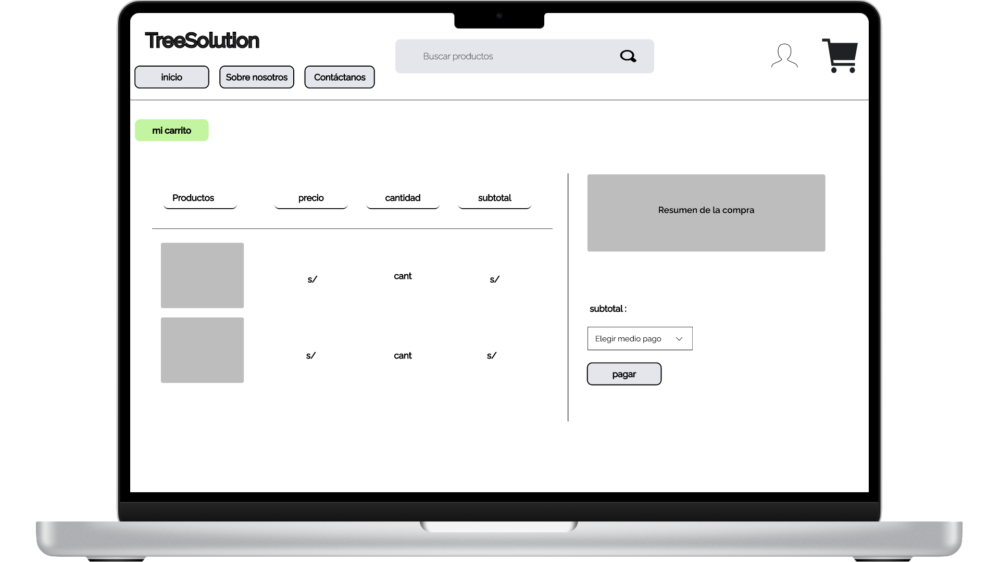 TreeSolution
Buscar productos
inicio
Sobre nosotros
Contáctanos
mi carrito
Productos
precio
cantidad
subtotal
s/
cant
s/
s/
cant
s/
Resumen de la compra
subtotal :
Elegir medio pago
pagar